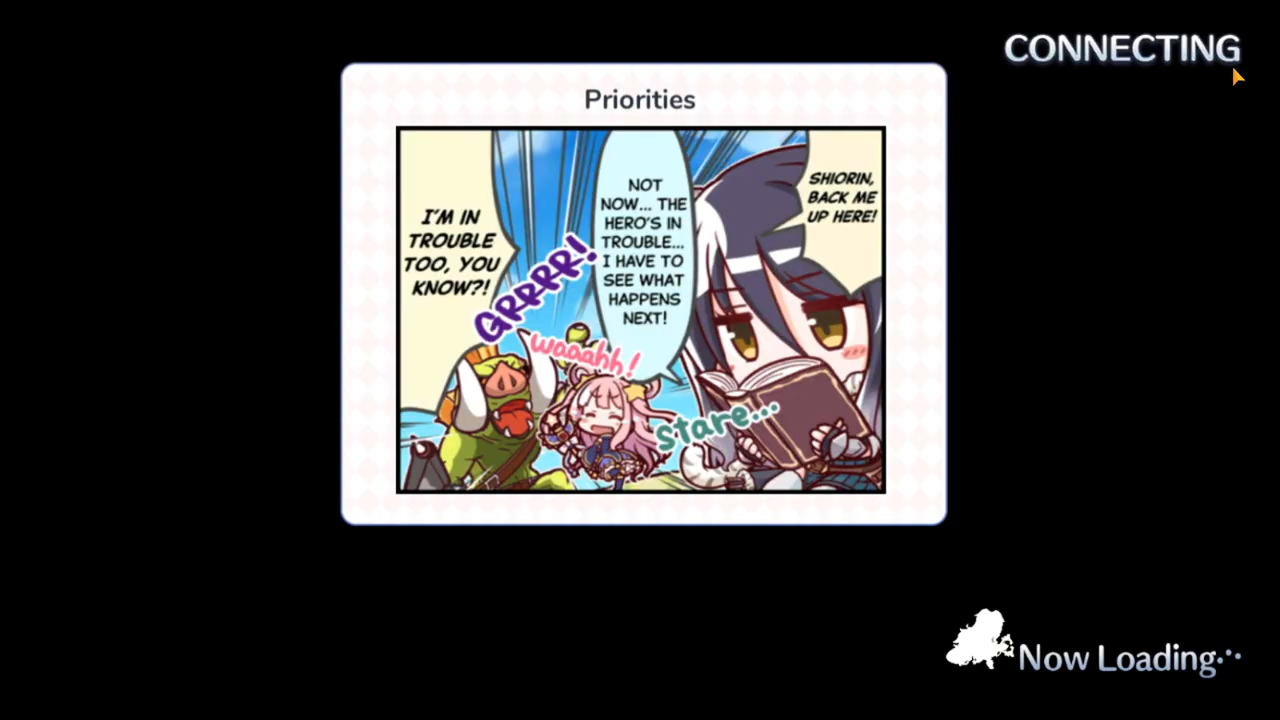 CONNECTING
Priorities
SHIORIN,
BACK ME
UP HERE!
NOT
NOW... THE
HERO'S IN
TROUBLE...
I HAVE TO
SEE WHAT
HAPPENS
NEXT!
I'M IN
TROUBLE
TOO, YOU
KNOW?!
GRRRR!
waaahh!
stare...
Now Loading...